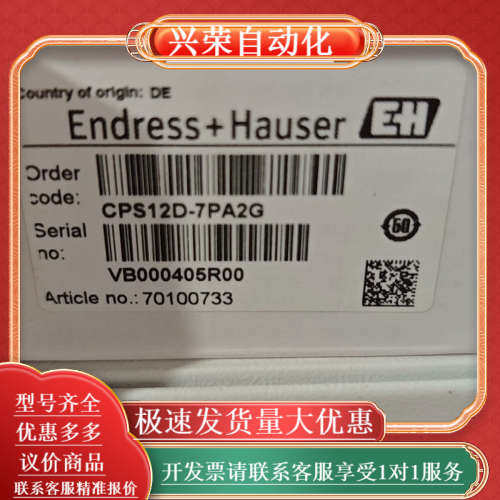 兴荣自动化
Country of origin: DE
Endress+Hauser EH
Order
code:
CPS12D-7PA2G
Serial
no:
VB000405R00
50
Article no.: 70100733
型号齐全
优惠多多
议价商品
联系客服精准报价
极速发货量大优惠
开发票请联系客服享受1对1服务